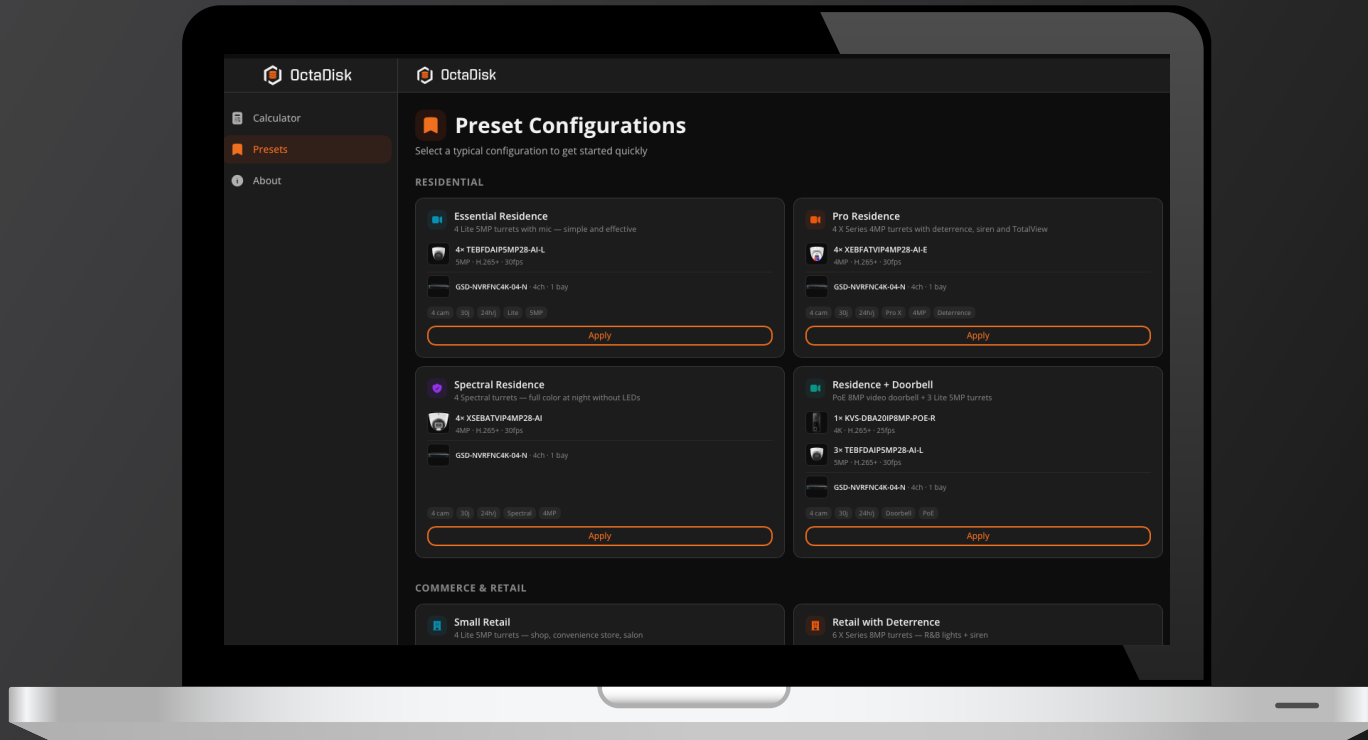 OctaDisk
OctaDisk
Calculator
Presets
About
Preset Configurations
Select a typical configuration to get started quickly
RESIDENTIAL
Essential Residence
4 Lite 5MP turrets with mic — simple and effective
4× TEBFDAIP5MP28-AI-L
5MP · H.265+ · 30fps
GSD-NVRFNC4K-04-N · 4ch · 1 bay
4 cam 30j 24h/j Lite 5MP
Apply
Pro Residence
4 X Series 4MP turrets with deterrence, siren and TotalView
4× XEBFATVIP4MP28-AI-E
4MP · H.265+ · 30fps
GSD-NVRFNC4K-04-N · 4ch · 1 bay
4 cam 30j 24h/j Pro X 4MP Deterrence
Apply
Spectral Residence
4 Spectral turrets — full color at night without LEDs
4× XSEBATVIP4MP28-AI
4MP · H.265+ · 30fps
GSD-NVRFNC4K-04-N · 4ch · 1 bay
4 cam 30j 24h/j Spectral 4MP
Apply
Residence + Doorbell
PoE 8MP video doorbell + 3 Lite 5MP turrets
1× KVS-DBA20IP8MP-POE-R
4K · H.265+ · 25fps
3× TEBFDAIP5MP28-AI-L
5MP · H.265+ · 30fps
GSD-NVRFNC4K-04-N · 4ch · 1 bay
4 cam 30j 24h/j Doorbell PoE
Apply
COMMERCE & RETAIL
Small Retail
4 Lite 5MP turrets — shop, convenience store, salon
Retail with Deterrence
6 X Series 8MP turrets — R&B lights + siren